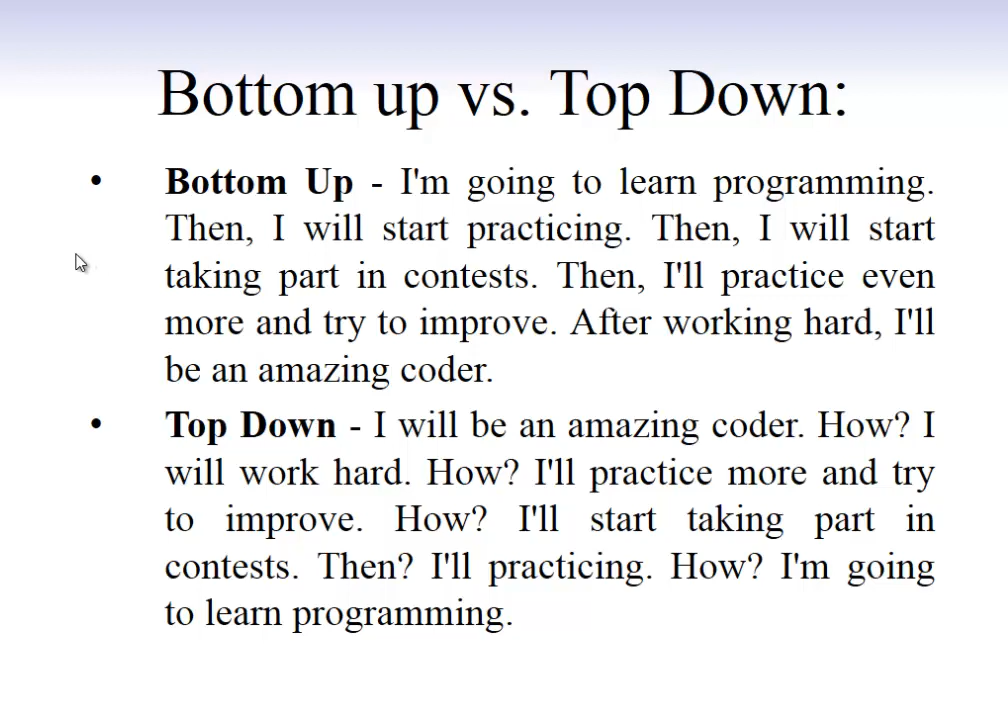 Bottom up vs. Top Down:
• Bottom Up - I'm going to learn programming.
Then, I will start practicing. Then, I will start
taking part in contests. Then, I'll practice even
more and try to improve. After working hard, I'll
be an amazing coder.
• Top Down - I will be an amazing coder. How? I
will work hard. How? I'll practice more and try
to improve. How? I'll start taking part in
contests. Then? I'll practicing. How? I'm going
to learn programming.